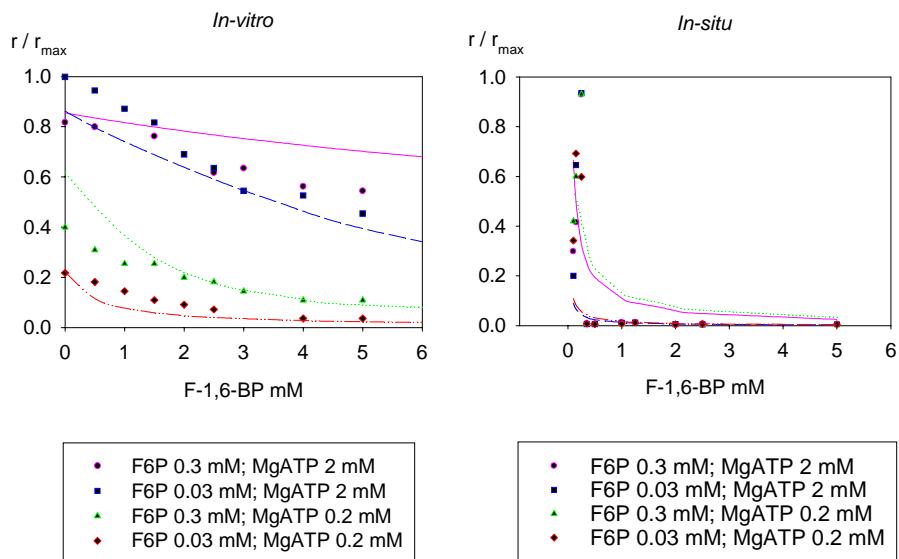 In-vitro
r / rmax
1.0
0.8
0.6
0.4
0.2
0.0
0 1 2 3 4 5 6
F-1,6-BP mM
F6P 0.3 mM; MgATP 2 mM
F6P 0.03 mM; MgATP 2 mM
F6P 0.3 mM; MgATP 0.2 mM
F6P 0.03 mM; MgATP 0.2 mM
In-situ
r / rmax
1.0
0.8
0.6
0.4
0.2
0.0
0 1 2 3 4 5 6
F-1,6-BP mM
F6P 0.3 mM; MgATP 2 mM
F6P 0.03 mM; MgATP 2 mM
F6P 0.3 mM; MgATP 0.2 mM
F6P 0.03 mM; MgATP 0.2 mM